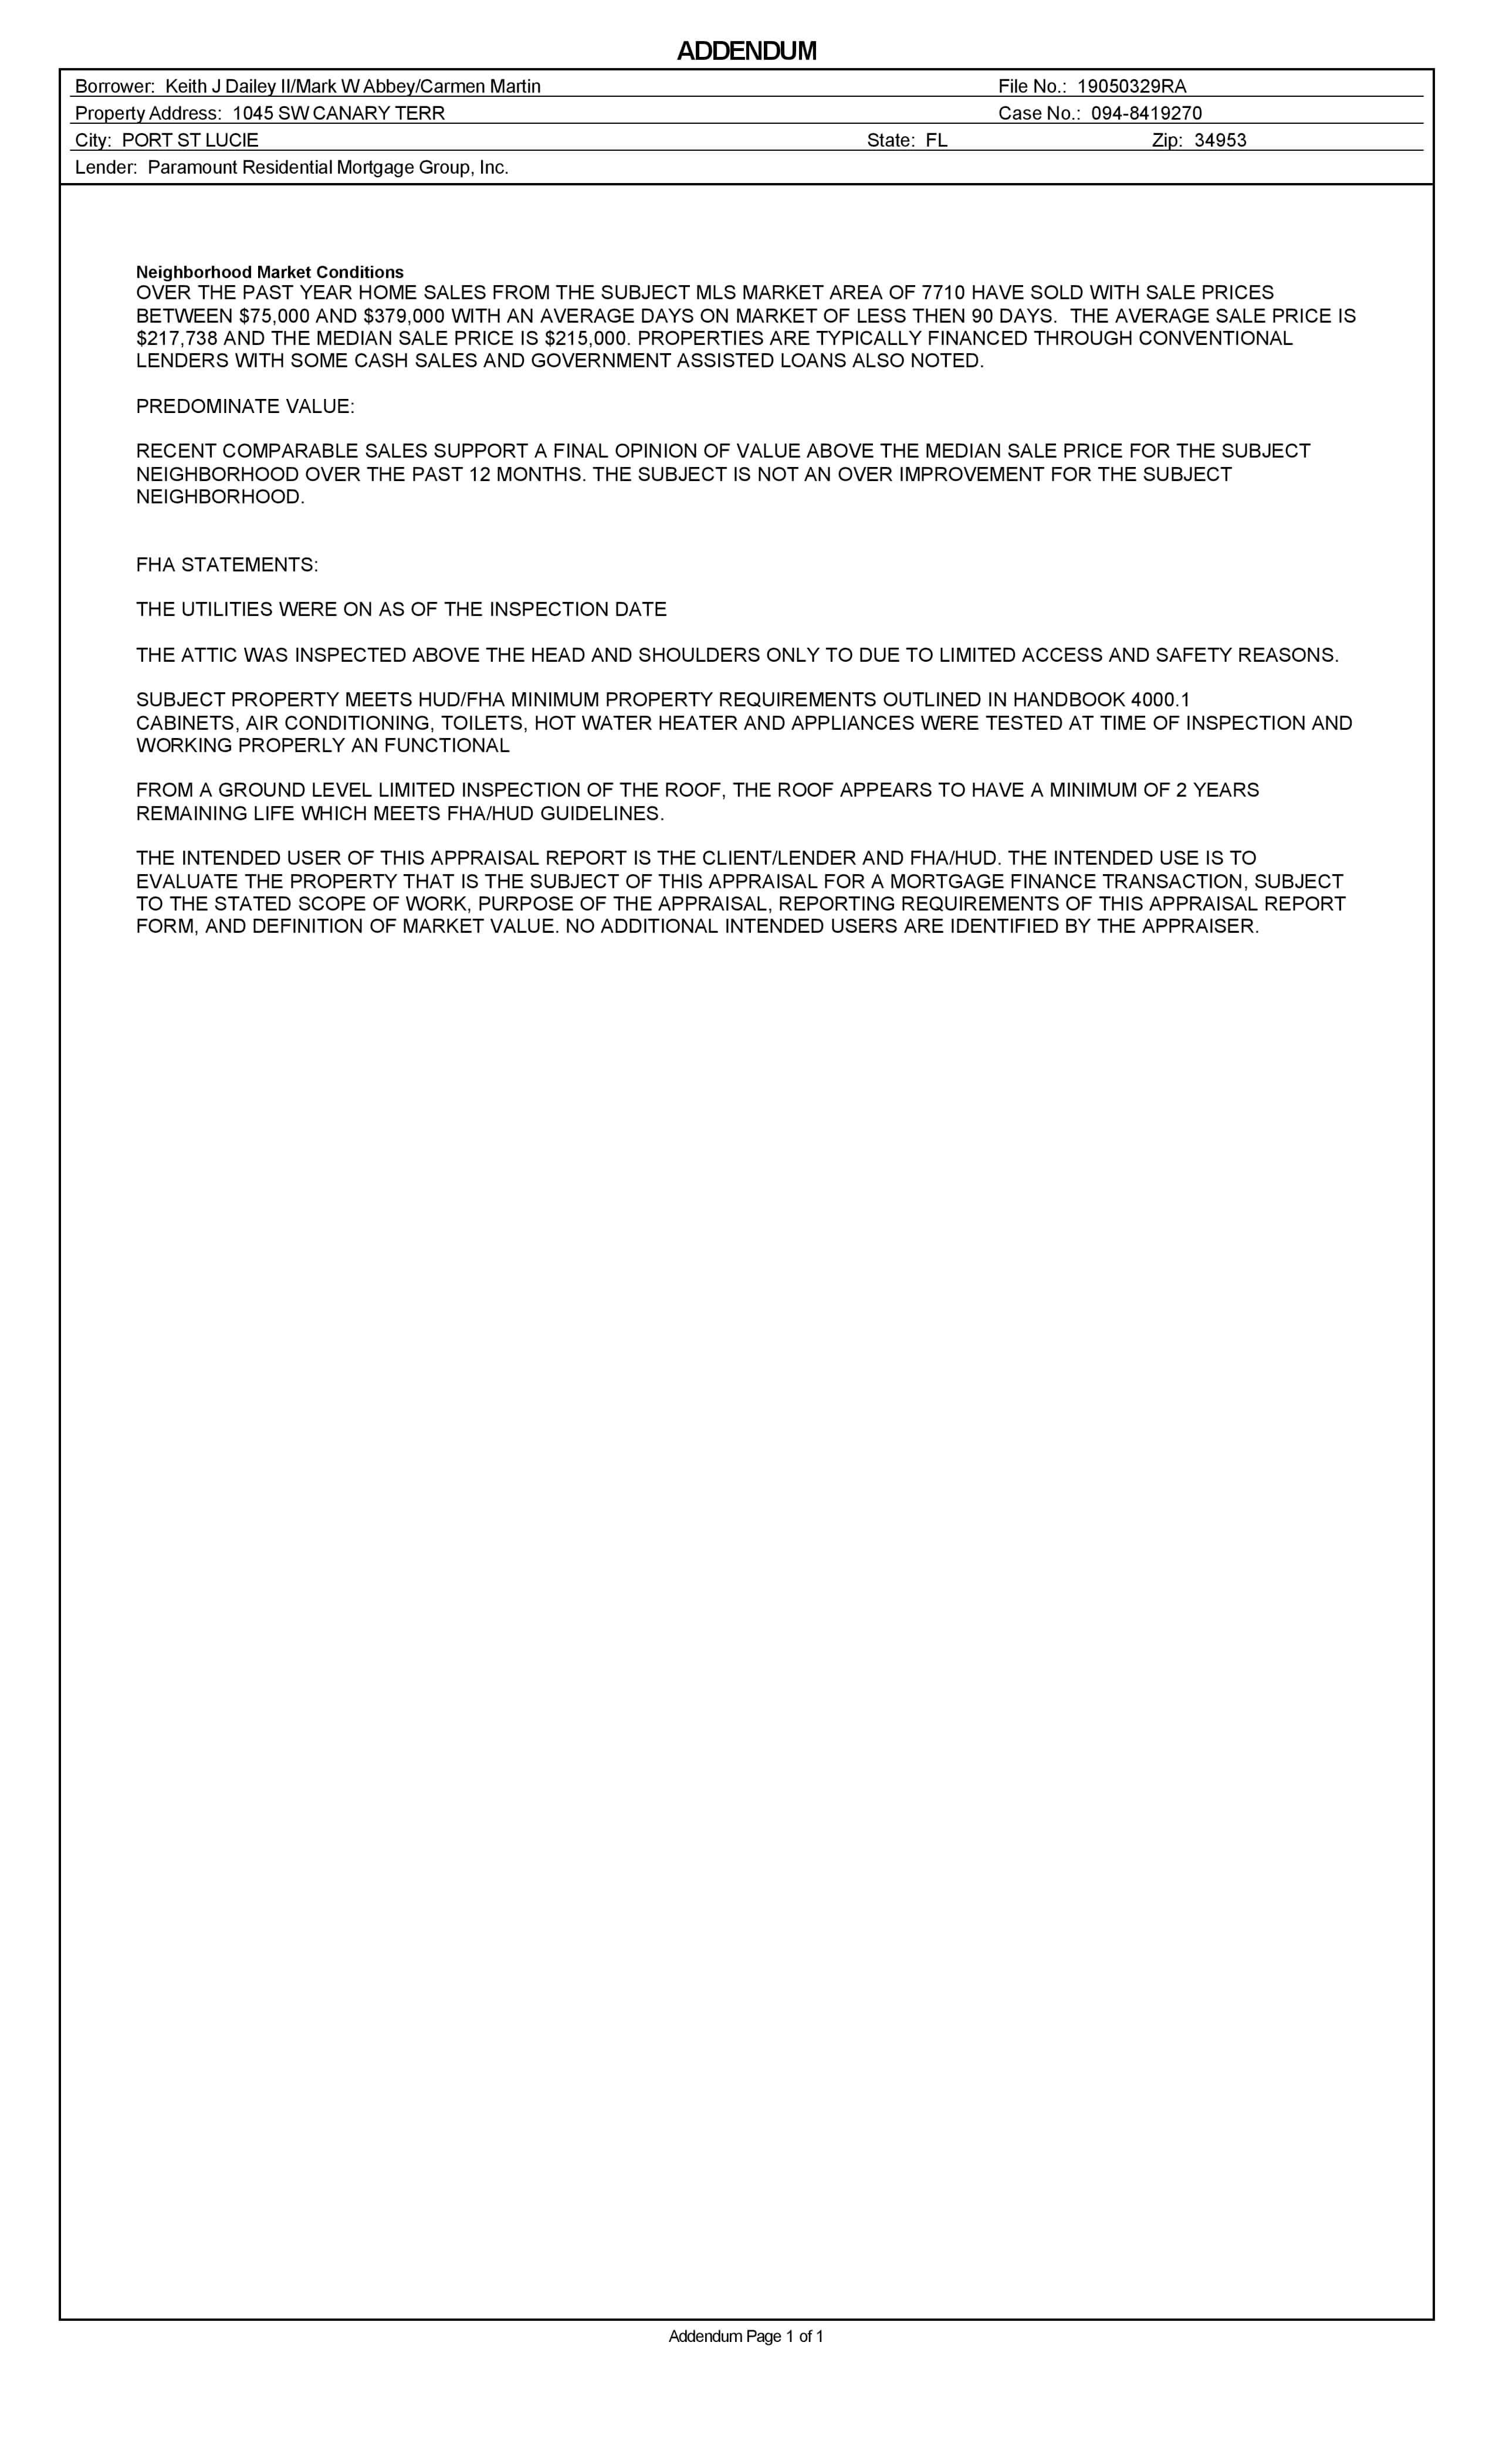 ADDENDUM
Borrower: Keith J Dailey II/Mark W Abbey/Carmen Martin File No.: 19050329RA
Property Address: 1045 SW CANARY TERR Case No.: 094-8419270
City: PORT ST LUCIE State: FL Zip: 34953
Lender: Paramount Residential Mortgage Group, Inc.
Neighborhood Market Conditions
OVER THE PAST YEAR HOME SALES FROM THE SUBJECT MLS MARKET AREA OF 7710 HAVE SOLD WITH SALE PRICES
BETWEEN $75,000 AND $379,000 WITH AN AVERAGE DAYS ON MARKET OF LESS THEN 90 DAYS. THE AVERAGE SALE PRICE IS
$217,738 AND THE MEDIAN SALE PRICE IS $215,000. PROPERTIES ARE TYPICALLY FINANCED THROUGH CONVENTIONAL
LENDERS WITH SOME CASH SALES AND GOVERNMENT ASSISTED LOANS ALSO NOTED.
PREDOMINATE VALUE:
RECENT COMPARABLE SALES SUPPORT A FINAL OPINION OF VALUE ABOVE THE MEDIAN SALE PRICE FOR THE SUBJECT
NEIGHBORHOOD OVER THE PAST 12 MONTHS. THE SUBJECT IS NOT AN OVER IMPROVEMENT FOR THE SUBJECT
NEIGHBORHOOD.
FHA STATEMENTS:
THE UTILITIES WERE ON AS OF THE INSPECTION DATE
THE ATTIC WAS INSPECTED ABOVE THE HEAD AND SHOULDERS ONLY TO DUE TO LIMITED ACCESS AND SAFETY REASONS.
SUBJECT PROPERTY MEETS HUD/FHA MINIMUM PROPERTY REQUIREMENTS OUTLINED IN HANDBOOK 4000.1
CABINETS, AIR CONDITIONING, TOILETS, HOT WATER HEATER AND APPLIANCES WERE TESTED AT TIME OF INSPECTION AND
WORKING PROPERLY AN FUNCTIONAL
FROM A GROUND LEVEL LIMITED INSPECTION OF THE ROOF, THE ROOF APPEARS TO HAVE A MINIMUM OF 2 YEARS
REMAINING LIFE WHICH MEETS FHA/HUD GUIDELINES.
THE INTENDED USER OF THIS APPRAISAL REPORT IS THE CLIENT/LENDER AND FHA/HUD. THE INTENDED USE IS TO
EVALUATE THE PROPERTY THAT IS THE SUBJECT OF THIS APPRAISAL FOR A MORTGAGE FINANCE TRANSACTION, SUBJECT
TO THE STATED SCOPE OF WORK, PURPOSE OF THE APPRAISAL, REPORTING REQUIREMENTS OF THIS APPRAISAL REPORT
FORM, AND DEFINITION OF MARKET VALUE. NO ADDITIONAL INTENDED USERS ARE IDENTIFIED BY THE APPRAISER.
Addendum Page 1 of 1